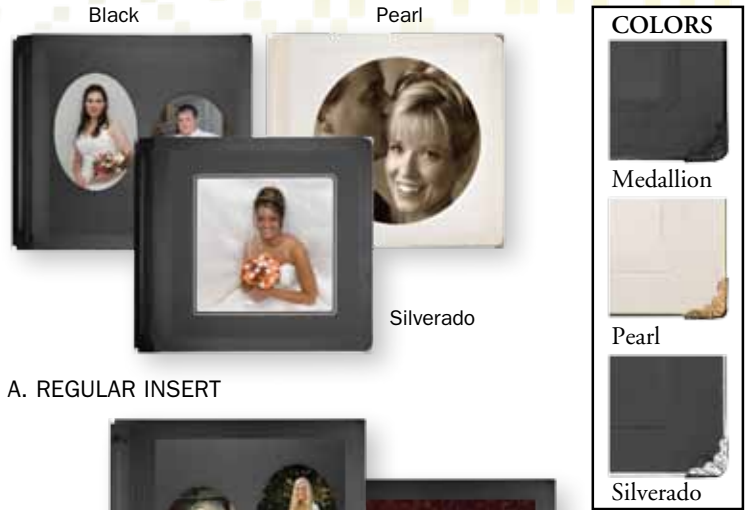 Black
Pearl
Silverado
A. REGULAR INSERT
COLORS
Medallion
Pearl
Silverado